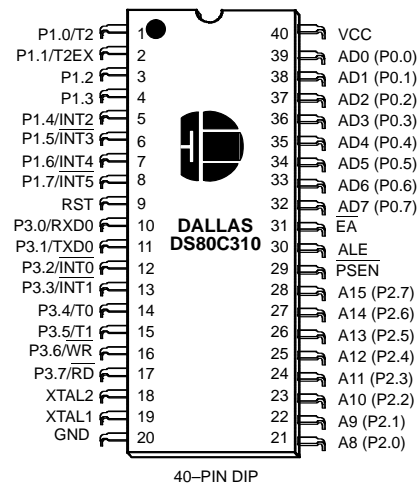 P1.0/T2 1 40 VCC
P1.1/T2EX 2 39 AD0 (P0.0)
P1.2 3 38 AD1 (P0.1)
P1.3 4 37 AD2 (P0.2)
P1.4/INT2 5 36 AD3 (P0.3)
P1.5/INT3 6 35 AD4 (P0.4)
P1.6/INT4 7 34 AD5 (P0.5)
P1.7/INT5 8 33 AD6 (P0.6)
RST 9 32 AD7 (P0.7)
P3.0/RXD0 10 DALLAS 31 EA
P3.1/TXD0 11 DS80C310 30 ALE
P3.2/INT0 12 29 PSEN
P3.3/INT1 13 28 A15 (P2.7)
P3.4/T0 14 27 A14 (P2.6)
P3.5/T1 15 26 A13 (P2.5)
P3.6/WR 16 25 A12 (P2.4)
P3.7/RD 17 24 A11 (P2.3)
XTAL2 18 23 A10 (P2.2)
XTAL1 19 22 A9 (P2.1)
GND 20 21 A8 (P2.0)
40–PIN DIP